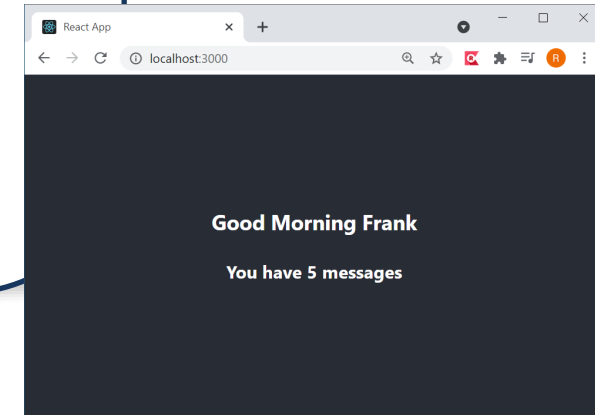 React App
localhost:3000
R
Good Morning Frank
You have 5 messages